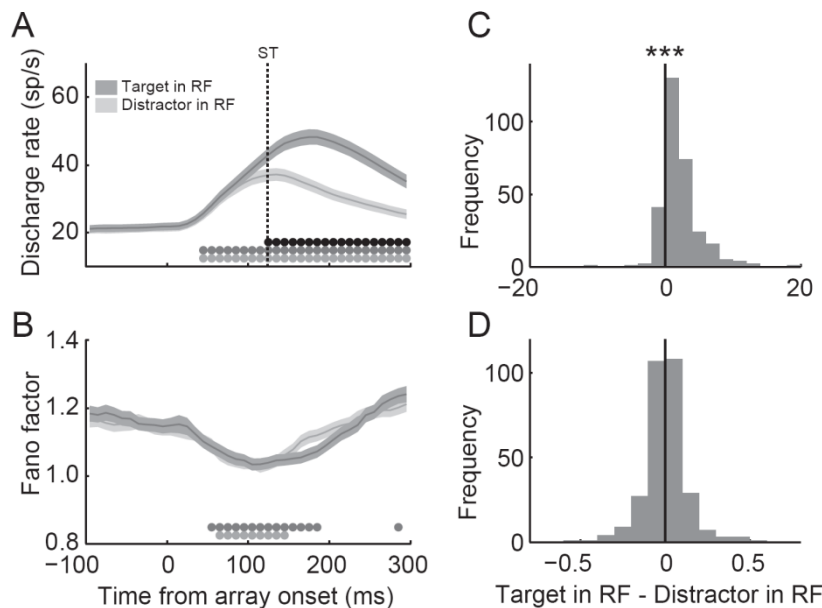 A
Discharge rate (sp/s)
60
40
20
ST
Target in RF
Distractor in RF
B
Fano factor
1.4
1.2
1.0
0.8
−100
0
100
200
300
Time from array onset (ms)
C
***
Frequency
100
50
0
−20
0
20
D
Frequency
100
50
0
−0.5
0
0.5
Target in RF - Distractor in RF